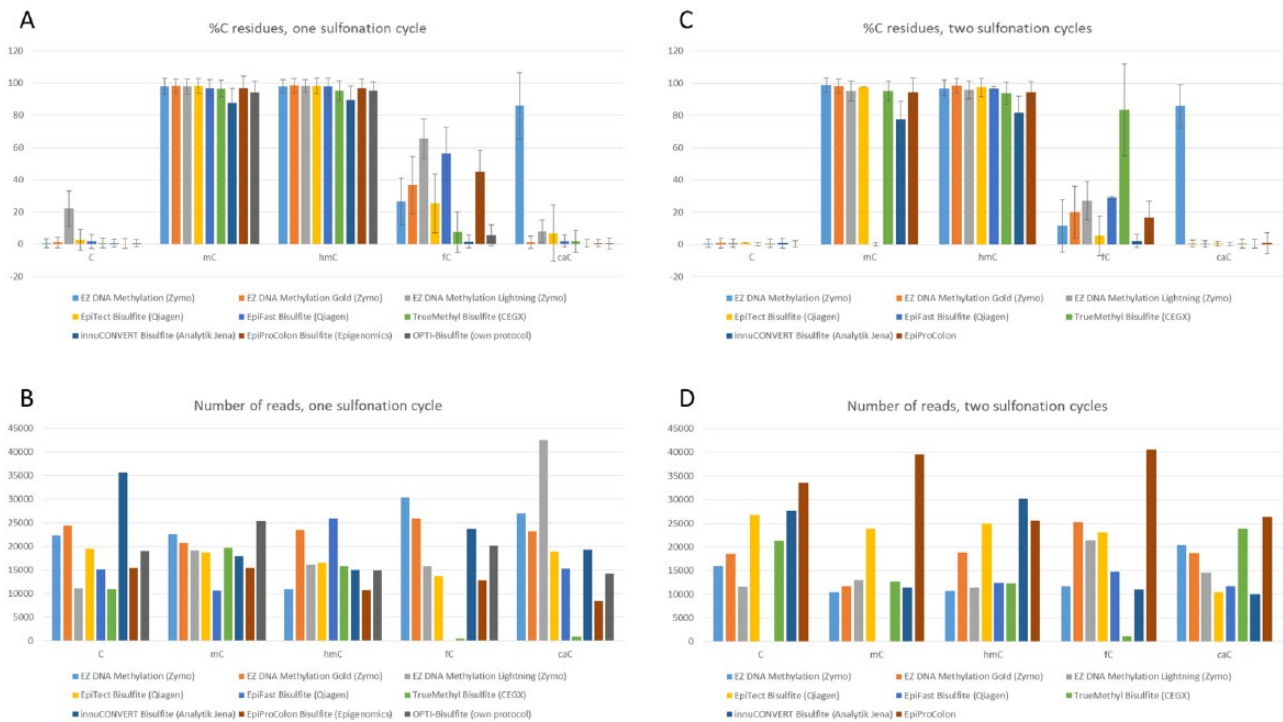 A
%C residues, one sulfonation cycle
120
100
80
60
40
20
0
-20
C mC hmC fC caC
EZ DNA Methylation (Zymo) EZ DNA Methylation Gold (Zymo) EZ DNA Methylation Lightning (Zymo)
EpiTect Bisulfite (Qiagen) EpiFast Bisulfite (Qiagen) TrueMethyl Bisulfite (CEGX)
innuCONVERT Bisulfite (Analytik Jena) EpiProColon Bisulfite (Epigenomics) OPTI-Bisulfite (own protocol)
B
Number of reads, one sulfonation cycle
45000
40000
35000
30000
25000
20000
15000
10000
5000
0
C mC hmC fC caC
EZ DNA Methylation (Zymo) EZ DNA Methylation Gold (Zymo) EZ DNA Methylation Lightning (Zymo)
EpiTect Bisulfite (Qiagen) EpiFast Bisulfite (Qiagen) TrueMethyl Bisulfite (CEGX)
innuCONVERT Bisulfite (Analytik Jena) EpiProColon Bisulfite (Epigenomics) OPTI-Bisulfite (own protocol)
C
%C residues, two sulfonation cycles
120
100
80
60
40
20
0
-20
C mC hmC fC caC
EZ DNA Methylation (Zymo) EZ DNA Methylation Gold (Zymo) EZ DNA Methylation Lightning (Zymo)
EpiTect Bisulfite (Qiagen) EpiFast Bisulfite (Qiagen) TrueMethyl Bisulfite (CEGX)
innuCONVERT Bisulfite (Analytik Jena) EpiProColon
D
Number of reads, two sulfonation cycles
45000
40000
35000
30000
25000
20000
15000
10000
5000
0
C mC hmC fC caC
EZ DNA Methylation (Zymo) EZ DNA Methylation Gold (Zymo) EZ DNA Methylation Lightning (Zymo)
EpiTect Bisulfite (Qiagen) EpiFast Bisulfite (Qiagen) TrueMethyl Bisulfite (CEGX)
innuCONVERT Bisulfite (Analytik Jena) EpiProColon